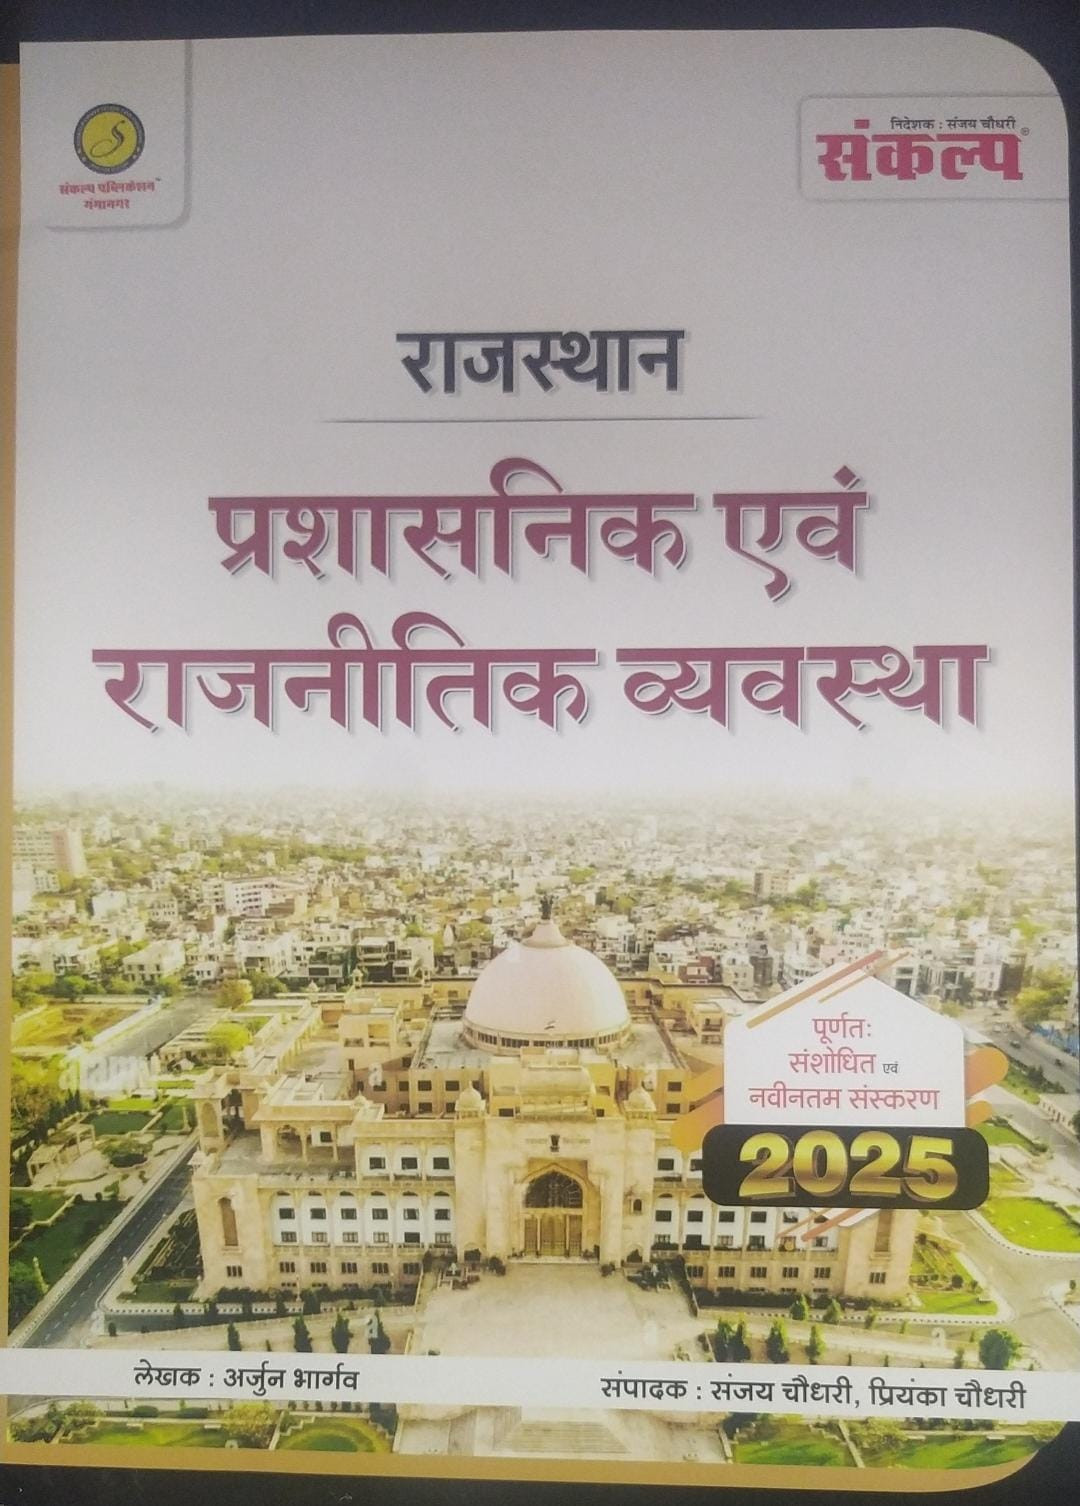 संकल्प पब्लिकेशन™
गंगानगर
निदेशक : संजय चौधरी
संकल्प®
राजस्थान
प्रशासनिक एवं
राजनीतिक व्यवस्था
पूर्णतः
संशोधित एवं
नवीनतम संस्करण
2025
लेखक : अर्जुन भार्गव
संपादक : संजय चौधरी, प्रियंका चौधरी